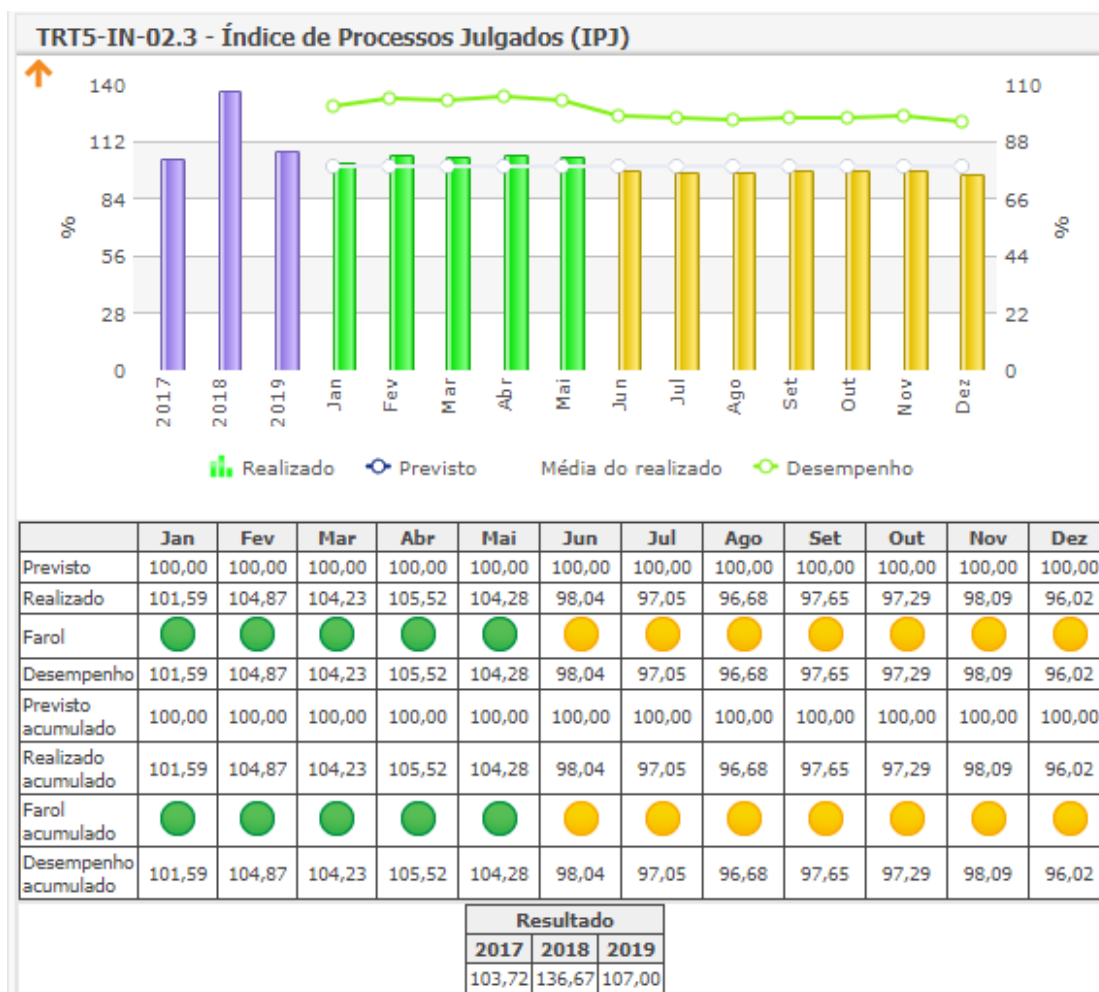 TRT5-IN-02.3 - Índice de Processos Julgados (IPJ)
140 110
112 88
84 66
% %
56 44
28 22
0 0
2017 2018 2019 Jan Fev Mar Abr Mai Jun Jul Ago Set Out Nov Dez
Realizado Previsto Média do realizado Desempenho
Jan Fev Mar Abr Mai Jun Jul Ago Set Out Nov Dez
Previsto 100,00 100,00 100,00 100,00 100,00 100,00 100,00 100,00 100,00 100,00 100,00 100,00
Realizado 101,59 104,87 104,23 105,52 104,28 98,04 97,05 96,68 97,65 97,29 98,09 96,02
Farol
Desempenho 101,59 104,87 104,23 105,52 104,28 98,04 97,05 96,68 97,65 97,29 98,09 96,02
Previsto
acumulado 100,00 100,00 100,00 100,00 100,00 100,00 100,00 100,00 100,00 100,00 100,00 100,00
Realizado
acumulado 101,59 104,87 104,23 105,52 104,28 98,04 97,05 96,68 97,65 97,29 98,09 96,02
Farol
acumulado
Desempenho
acumulado 101,59 104,87 104,23 105,52 104,28 98,04 97,05 96,68 97,65 97,29 98,09 96,02
Resultado
2017 2018 2019
103,72 136,67 107,00